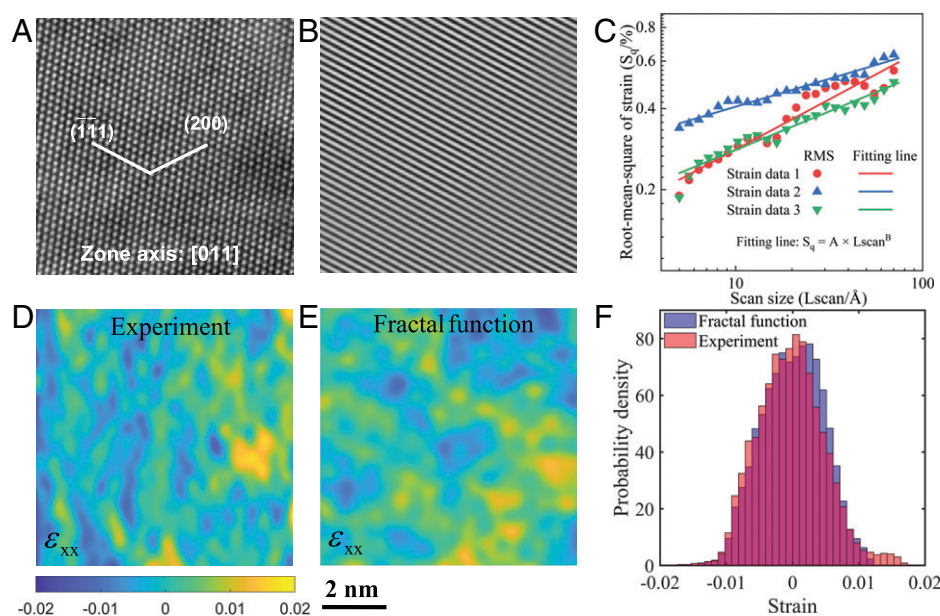 A
(1̅1̅1)
(200)
Zone axis: [011]
B
C
Root-mean-square of strain (Sq/%)
0.8
0.6
0.4
0.2
RMS Fitting line
Strain data 1
Strain data 2
Strain data 3
Fitting line: Sq = A × Lscan^B
10
100
Scan size (Lscan/Å)
D
Experiment
εxx
-0.02 -0.01 0 0.01 0.02
E
Fractal function
εxx
2 nm
F
Fractal function
Experiment
Probability density
80
60
40
20
0
-0.02 -0.01 0 0.01 0.02
Strain